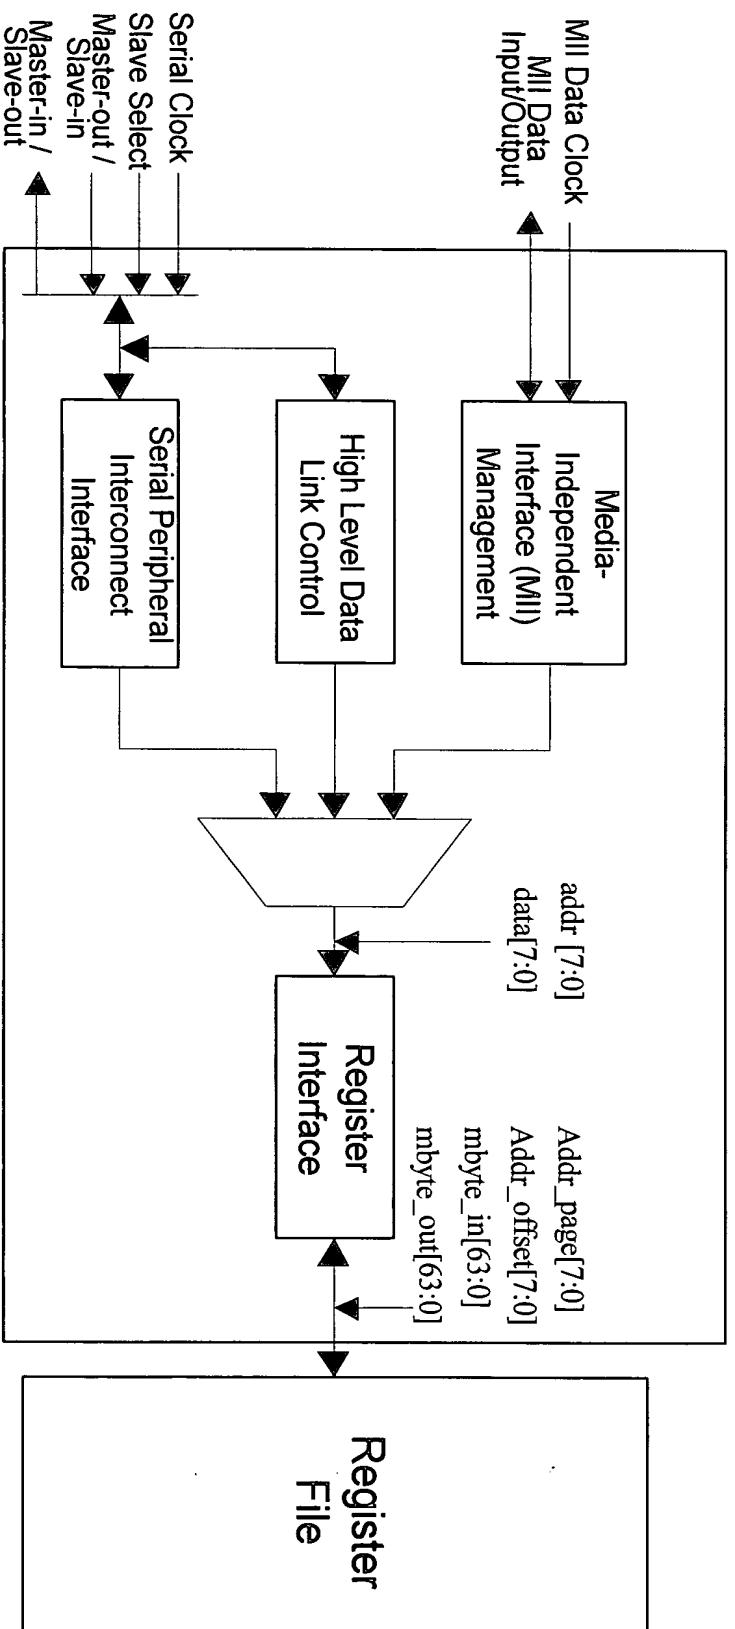 MII Data Clock
MII Data
Input/Output
Serial Clock
Slave Select
Master-out /
Slave-in
Master-in /
Slave-out
Media-
Independent
Interface (MII)
Management
High Level Data
Link Control
Serial Peripheral
Interconnect
Interface
addr [7:0]
data[7:0]
Register
Interface
Addr_page[7:0]
Addr_offset[7:0]
mbyte_in[63:0]
mbyte_out[63:0]
Register
File